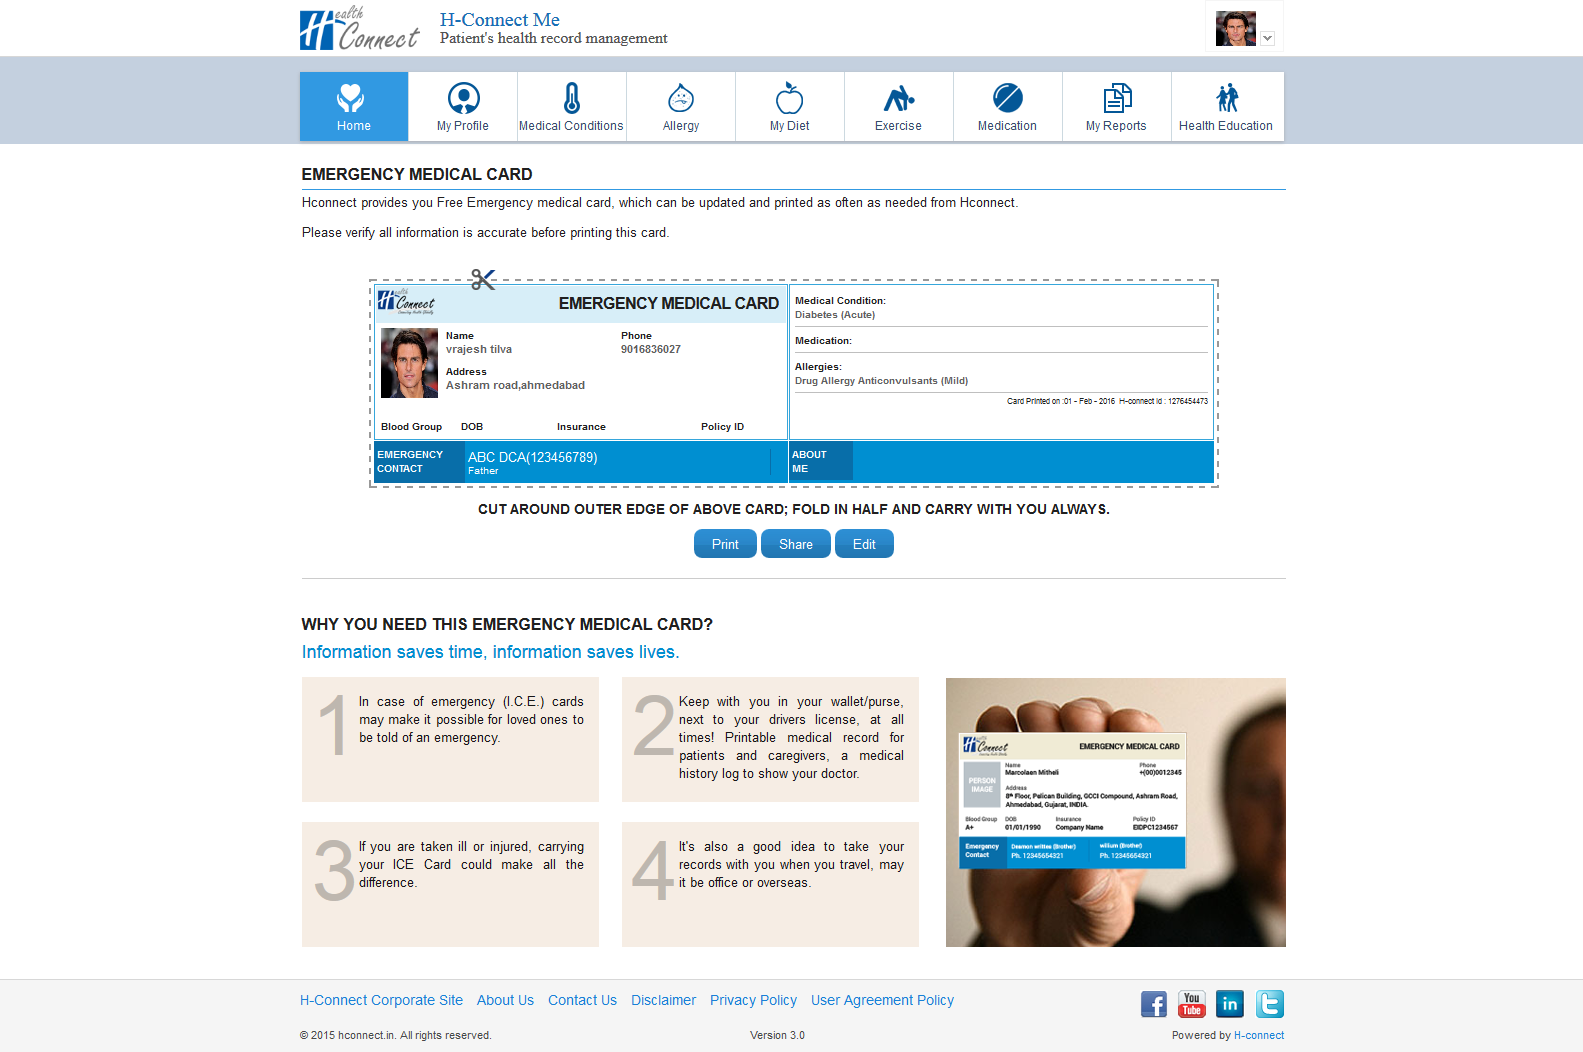 Health Connect
H-Connect Me
Patient's health record management
Home
My Profile
Medical Conditions
Allergy
My Diet
Exercise
Medication
My Reports
Health Education
EMERGENCY MEDICAL CARD
Hconnect provides you Free Emergency medical card, which can be updated and printed as often as needed from Hconnect.
Please verify all information is accurate before printing this card.
Health Connect
EMERGENCY MEDICAL CARD
Name
vrajesh tilva
Phone
9016836027
Address
Ashram road,ahmedabad
Blood Group
DOB
Insurance
Policy ID
EMERGENCY
CONTACT
ABC DCA(123456789)
Father
Medical Condition:
Diabetes (Acute)
Medication:
Allergies:
Drug Allergy Anticonvulsants (Mild)
Card Printed on :01 - Feb - 2016 H-connect Id : 1276454473
ABOUT
ME
CUT AROUND OUTER EDGE OF ABOVE CARD; FOLD IN HALF AND CARRY WITH YOU ALWAYS.
Print
Share
Edit
WHY YOU NEED THIS EMERGENCY MEDICAL CARD?
Information saves time, information saves lives.
1
In case of emergency (I.C.E.) cards
may make it possible for loved ones to
be told of an emergency.
2
Keep with you in your wallet/purse,
next to your drivers license, at all
times! Printable medical record for
patients and caregivers, a medical
history log to show your doctor.
3
If you are taken ill or injured, carrying
your ICE Card could make all the
difference.
4
It's also a good idea to take your
records with you when you travel, may
it be office or overseas.
Health Connect
EMERGENCY MEDICAL CARD
PERSON
IMAGE
Name
Marcolaen Mitheli
Phone
+(00)0012345
Address
8th Floor, Pelican Building, GCCI Compound, Ashram Road,
Ahmedabad, Gujarat, INDIA.
Blood Group
A+
DOB
01/01/1990
Insurance
Company Name
Policy ID
EIDPC1234567
Emergency
Contact
Deamon writtes (Brother)
Ph. 12345654321
willium (Brother)
Ph. 12345654321
H-Connect Corporate Site
About Us
Contact Us
Disclaimer
Privacy Policy
User Agreement Policy
You
Tube
in
© 2015 hconnect.in. All rights reserved.
Version 3.0
Powered by H-connect